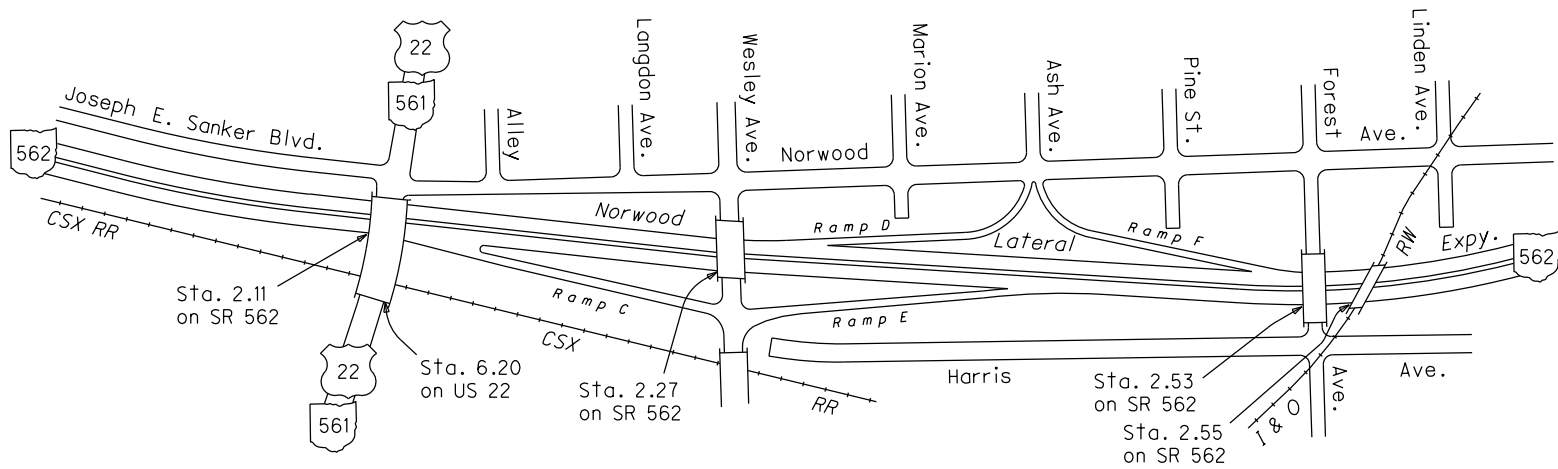 22
561
Joseph E. Sanker Blvd.
562
CSX RR
Alley
Langdon Ave.
Wesley Ave.
Norwood
Marion Ave.
Ash Ave.
Pine St.
Forest
Ave.
Linden Ave.
Norwood
Ramp D
Lateral
Ramp F
RW
Expy.
562
Sta. 2.11
on SR 562
Ramp C
Ramp E
CSX
22
561
Sta. 6.20
on US 22
Sta. 2.27
on SR 562
RR
Harris
Sta. 2.53
on SR 562
Sta. 2.55
on SR 562
I & O
Ave.
Ave.